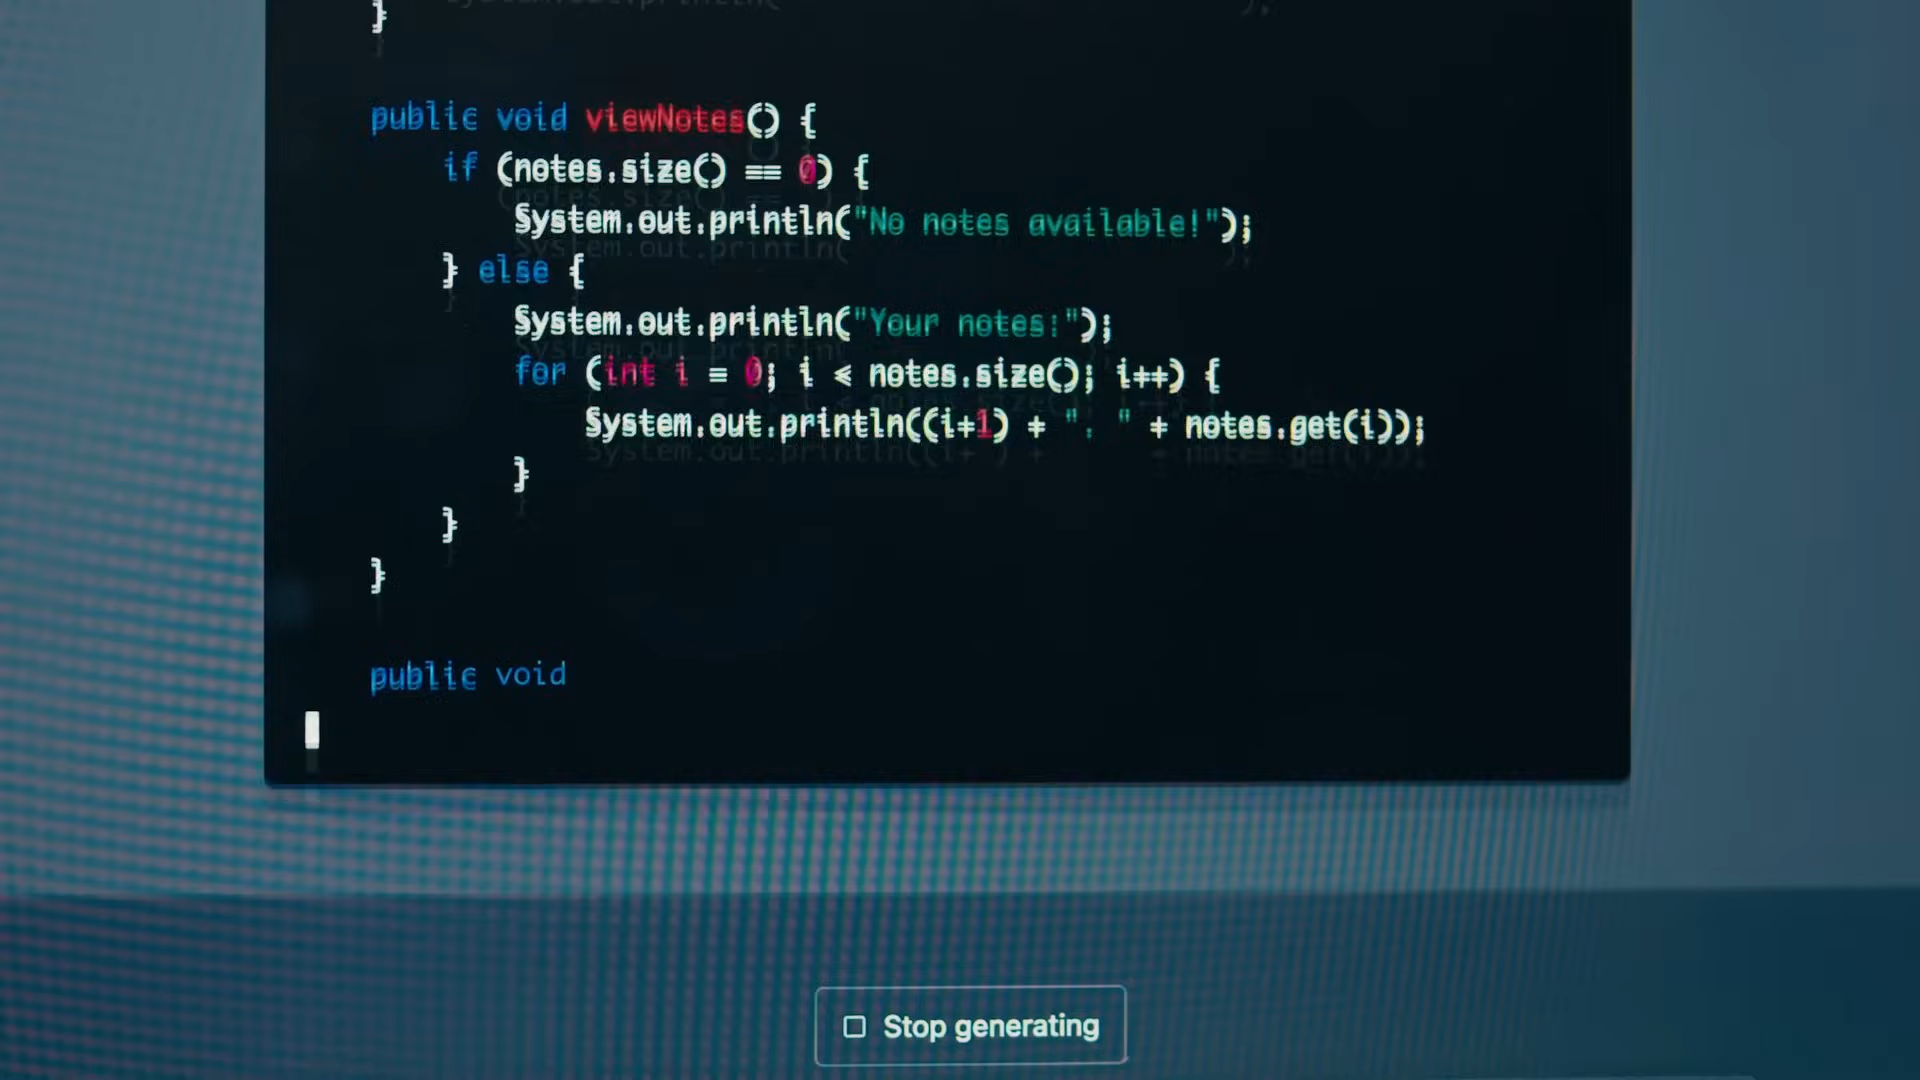 }
public void viewNotes() {
if (notes.size() == 0) {
System.out.println("No notes available!");
} else {
System.out.println("Your notes:");
for (int i = 0; i < notes.size(); i++) {
System.out.println((i+1) + ". " + notes.get(i));
}
}
}
public void
Stop generating